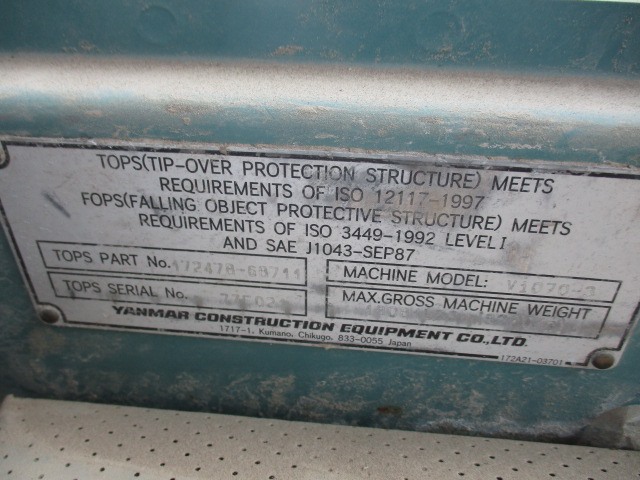 TOPS(TIP-OVER PROTECTION STRUCTURE) MEETS
REQUIREMENTS OF ISO 12117-1997
FOPS(FALLING OBJECT PROTECTIVE STRUCTURE) MEETS
REQUIREMENTS OF ISO 3449-1992 LEVEL I
AND SAE J1043-SEP87
TOPS PART No.
MACHINE MODEL: ViO70-3
TOPS SERIAL No.
MAX.GROSS MACHINE WEIGHT
YANMAR CONSTRUCTION EQUIPMENT CO.,LTD.
1717-1, Kumano, Chikugo, 833-0055 Japan
172A21-03701